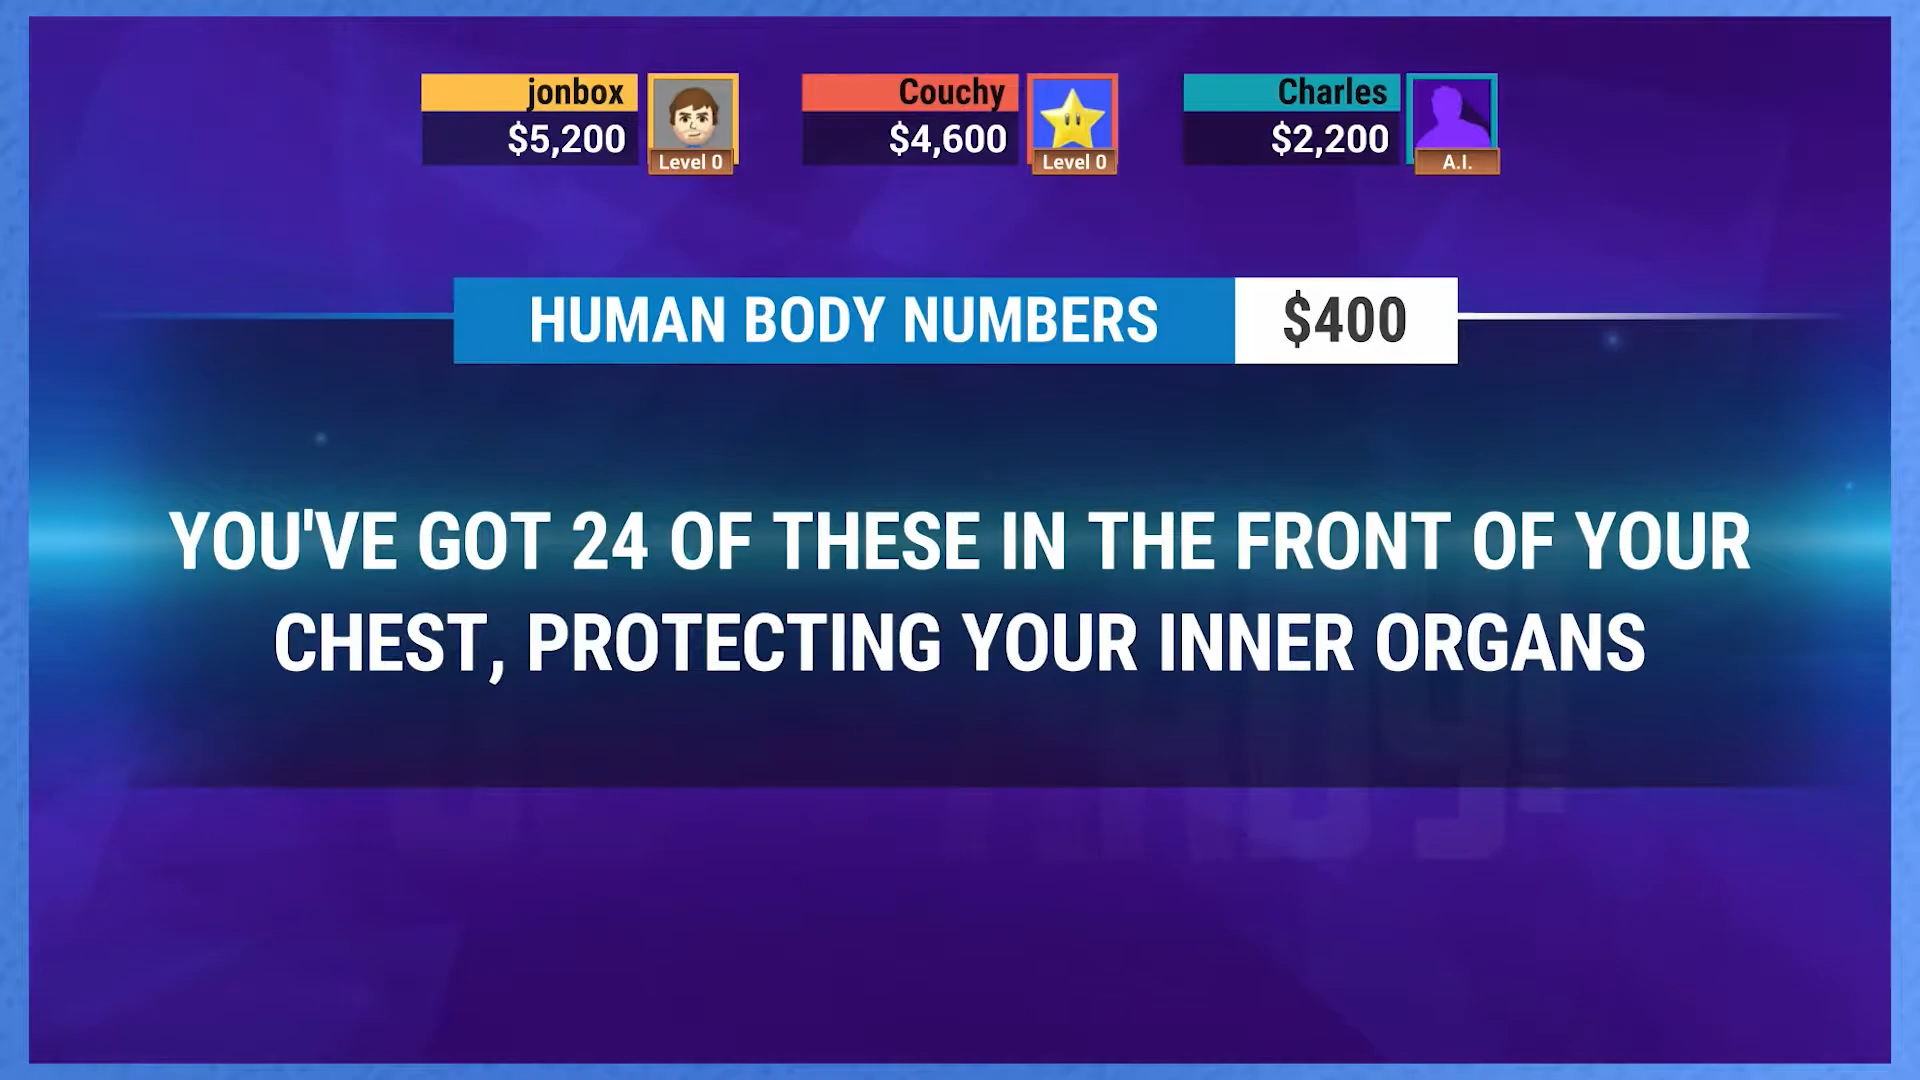 jonbox
$5,200
Level 0
Couchy
$4,600
Level 0
Charles
$2,200
A.I.
HUMAN BODY NUMBERS $400
YOU'VE GOT 24 OF THESE IN THE FRONT OF YOUR
CHEST, PROTECTING YOUR INNER ORGANS